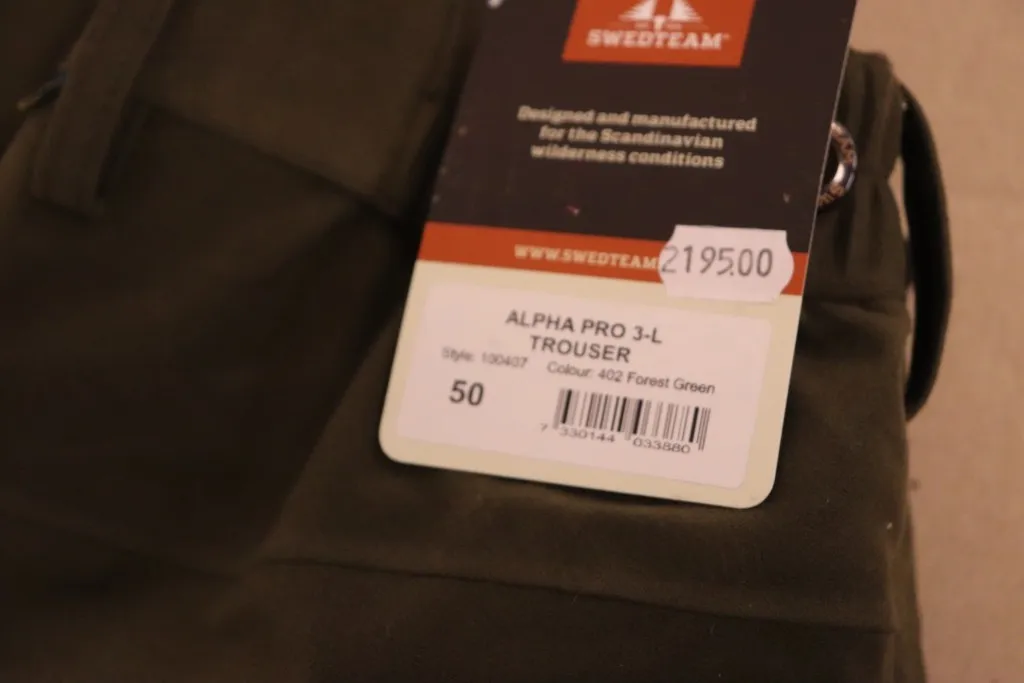 SWEDTEAM®
Designed and manufactured
for the Scandinavian
wilderness conditions
WWW.SWEDTEAM
2195.00
ALPHA PRO 3-L
TROUSER
Style: 100407 Colour: 402 Forest Green
50
7 330144 033880